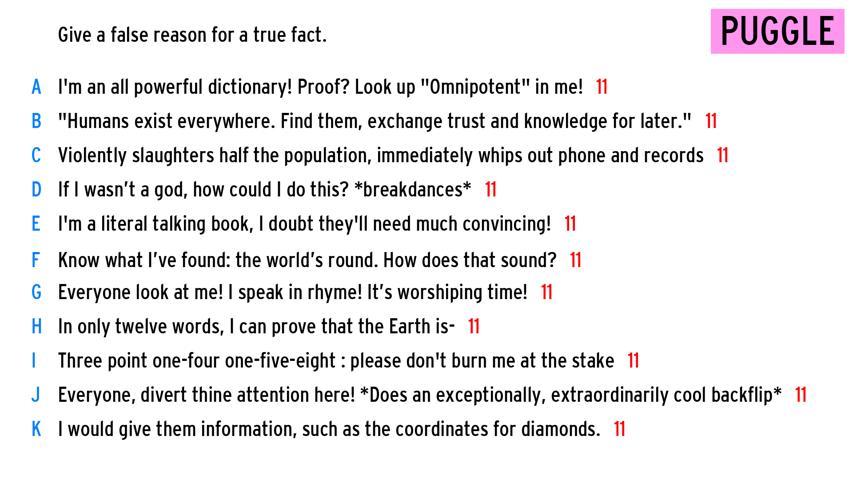 Give a false reason for a true fact.
PUGGLE
A I'm an all powerful dictionary! Proof? Look up "Omnipotent" in me! 11
B "Humans exist everywhere. Find them, exchange trust and knowledge for later." 11
C Violently slaughters half the population, immediately whips out phone and records 11
D If I wasn’t a god, how could I do this? *breakdances* 11
E I'm a literal talking book, I doubt they'll need much convincing! 11
F Know what I’ve found: the world’s round. How does that sound? 11
G Everyone look at me! I speak in rhyme! It’s worshiping time! 11
H In only twelve words, I can prove that the Earth is- 11
I Three point one-four one-five-eight : please don't burn me at the stake 11
J Everyone, divert thine attention here! *Does an exceptionally, extraordinarily cool backflip* 11
K I would give them information, such as the coordinates for diamonds. 11